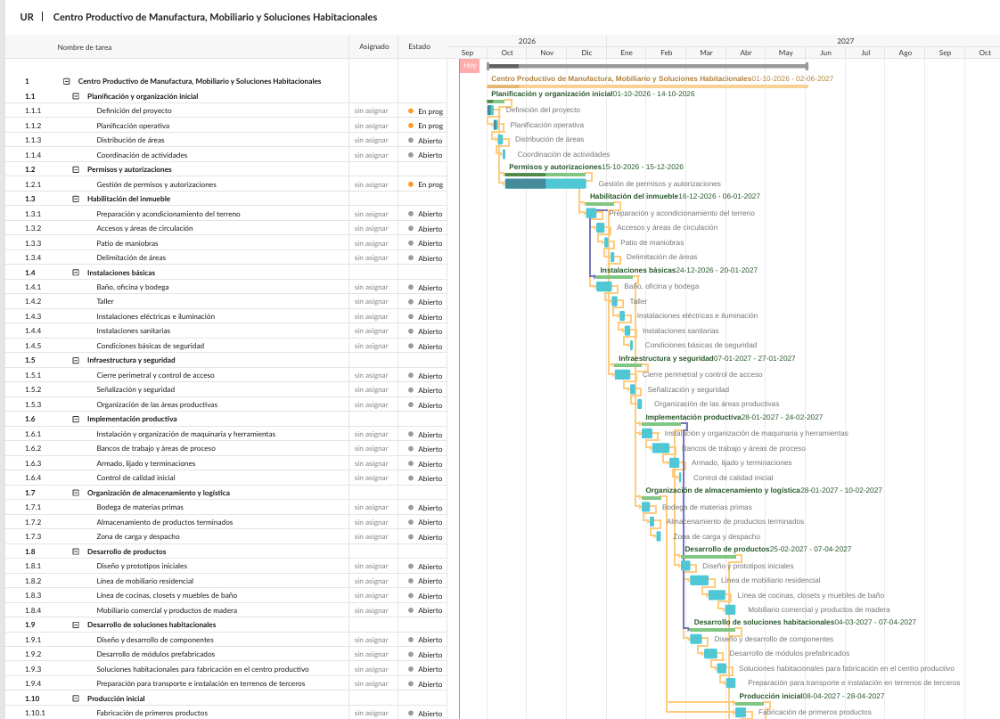 UR | Centro Productivo de Manufactura, Mobiliario y Soluciones Habitacionales
Nombre de tarea Asignado Estado 2026 2027
Sep Oct Nov Dic Ene Feb Mar Abr May Jun Jul Ago Sep Oct
Hoy
1 Centro Productivo de Manufactura, Mobiliario y Soluciones Habitacionales Centro Productivo de Manufactura, Mobiliario y Soluciones Habitacionales01-10-2026 - 02-06-2027
1.1 Planificación y organización inicial Planificación y organización inicial01-10-2026 - 14-10-2026
1.1.1 Definición del proyecto sin asignar En prog Definición del proyecto
1.1.2 Planificación operativa sin asignar En prog Planificación operativa
1.1.3 Distribución de áreas sin asignar Abierto Distribución de áreas
1.1.4 Coordinación de actividades sin asignar Abierto Coordinación de actividades
1.2 Permisos y autorizaciones Permisos y autorizaciones15-10-2026 - 15-12-2026
1.2.1 Gestión de permisos y autorizaciones sin asignar En prog Gestión de permisos y autorizaciones
1.3 Habilitación del inmueble Habilitación del inmueble16-12-2026 - 06-01-2027
1.3.1 Preparación y acondicionamiento del terreno sin asignar Abierto Preparación y acondicionamiento del terreno
1.3.2 Accesos y áreas de circulación sin asignar Abierto Accesos y áreas de circulación
1.3.3 Patio de maniobras sin asignar Abierto Patio de maniobras
1.3.4 Delimitación de áreas sin asignar Abierto Delimitación de áreas
1.4 Instalaciones básicas Instalaciones básicas24-12-2026 - 20-01-2027
1.4.1 Baño, oficina y bodega sin asignar Abierto Baño, oficina y bodega
1.4.2 Taller sin asignar Abierto Taller
1.4.3 Instalaciones eléctricas e iluminación sin asignar Abierto Instalaciones eléctricas e iluminación
1.4.4 Instalaciones sanitarias sin asignar Abierto Instalaciones sanitarias
1.4.5 Condiciones básicas de seguridad sin asignar Abierto Condiciones básicas de seguridad
1.5 Infraestructura y seguridad Infraestructura y seguridad07-01-2027 - 27-01-2027
1.5.1 Cierre perimetral y control de acceso sin asignar Abierto Cierre perimetral y control de acceso
1.5.2 Señalización y seguridad sin asignar Abierto Señalización y seguridad
1.5.3 Organización de las áreas productivas sin asignar Abierto Organización de las áreas productivas
1.6 Implementación productiva Implementación productiva28-01-2027 - 24-02-2027
1.6.1 Instalación y organización de maquinaria y herramientas sin asignar Abierto Instalación y organización de maquinaria y herramientas
1.6.2 Bancos de trabajo y áreas de proceso sin asignar Abierto Bancos de trabajo y áreas de proceso
1.6.3 Armado, lijado y terminaciones sin asignar Abierto Armado, lijado y terminaciones
1.6.4 Control de calidad inicial sin asignar Abierto Control de calidad inicial
1.7 Organización de almacenamiento y logística Organización de almacenamiento y logística28-01-2027 - 10-02-2027
1.7.1 Bodega de materias primas sin asignar Abierto Bodega de materias primas
1.7.2 Almacenamiento de productos terminados sin asignar Abierto Almacenamiento de productos terminados
1.7.3 Zona de carga y despacho sin asignar Abierto Zona de carga y despacho
1.8 Desarrollo de productos Desarrollo de productos25-02-2027 - 07-04-2027
1.8.1 Diseño y prototipos iniciales sin asignar Abierto Diseño y prototipos iniciales
1.8.2 Línea de mobiliario residencial sin asignar Abierto Línea de mobiliario residencial
1.8.3 Línea de cocinas, closets y muebles de baño sin asignar Abierto Línea de cocinas, closets y muebles de baño
1.8.4 Mobiliario comercial y productos de madera sin asignar Abierto Mobiliario comercial y productos de madera
1.9 Desarrollo de soluciones habitacionales Desarrollo de soluciones habitacionales04-03-2027 - 07-04-2027
1.9.1 Diseño y desarrollo de componentes sin asignar Abierto Diseño y desarrollo de componentes
1.9.2 Desarrollo de módulos prefabricados sin asignar Abierto Desarrollo de módulos prefabricados
1.9.3 Soluciones habitacionales para fabricación en el centro productivo sin asignar Abierto Soluciones habitacionales para fabricación en el centro productivo
1.9.4 Preparación para transporte e instalación en terrenos de terceros sin asignar Abierto Preparación para transporte e instalación en terrenos de terceros
1.10 Producción inicial Producción inicial08-04-2027 - 28-04-2027
1.10.1 Fabricación de primeros productos sin asignar Abierto Fabricación de primeros productos